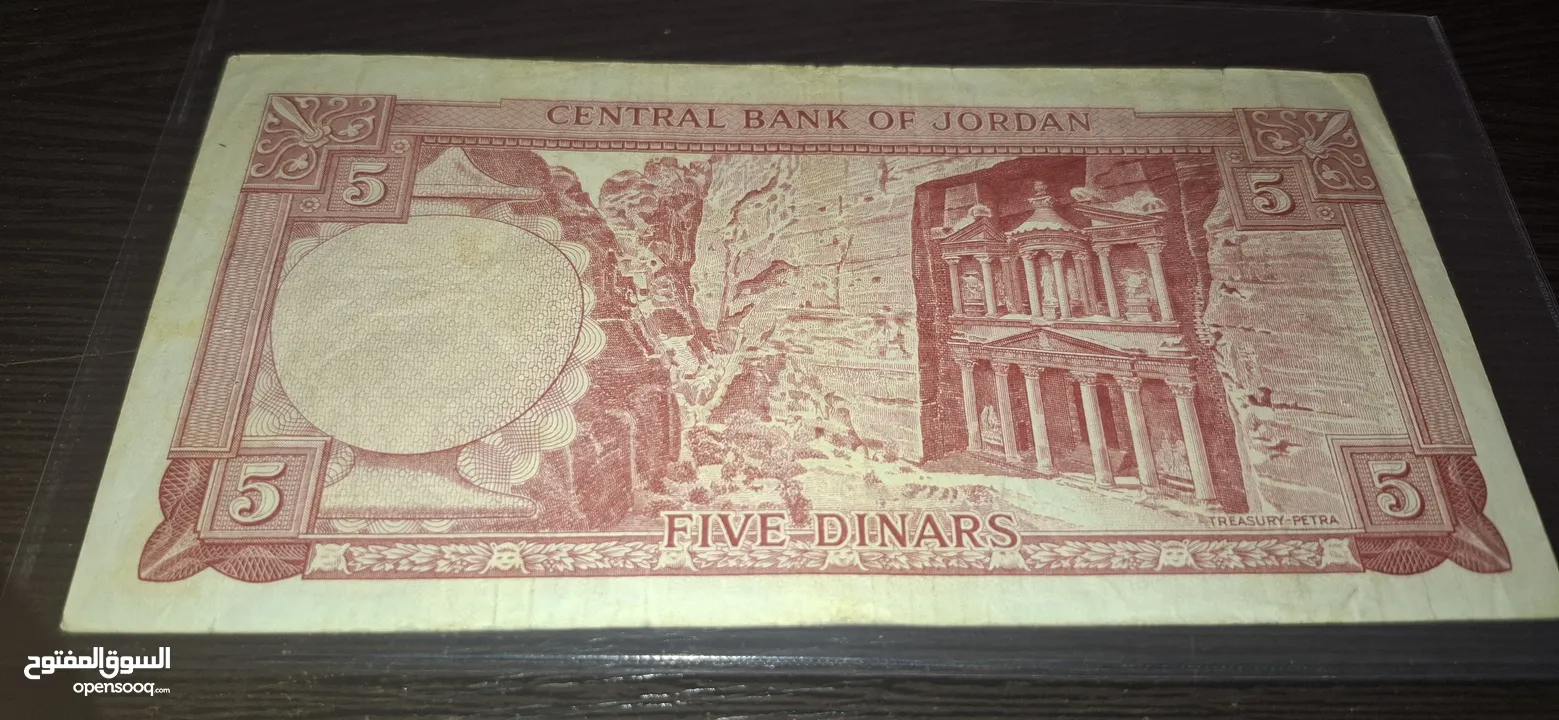 CENTRAL BANK OF JORDAN
5
5
5
5
FIVE DINARS
TREASURY-PETRA
السوق المفتوح
opensooq.com